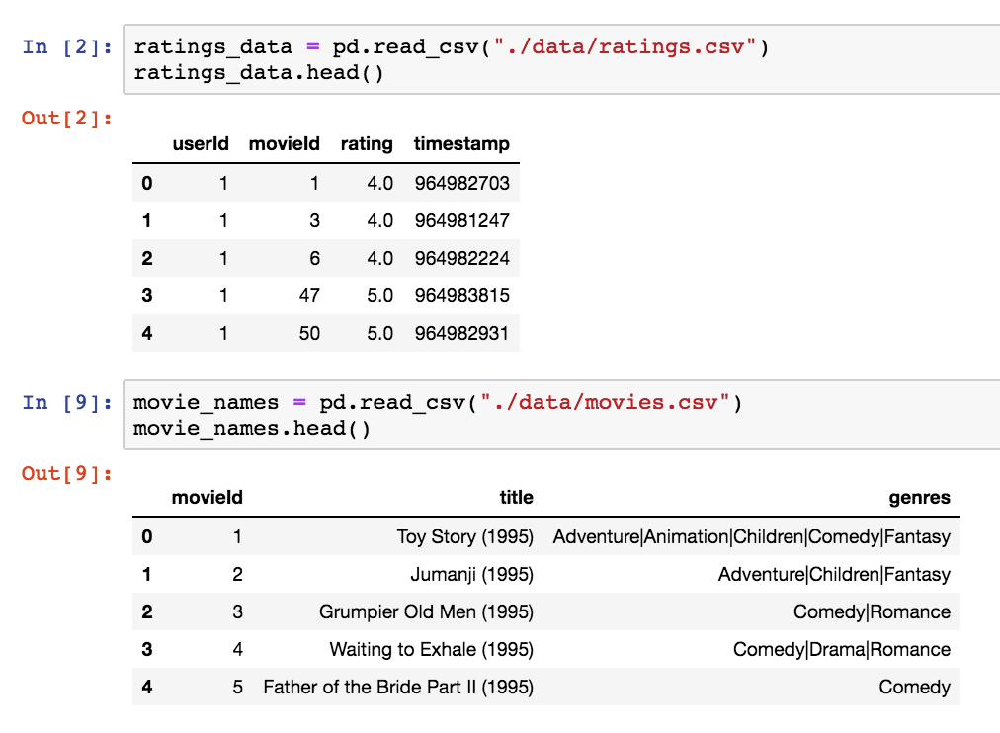 In [2]: ratings_data = pd.read_csv("./data/ratings.csv")
ratings_data.head()
Out[2]:
userId movieId rating timestamp
0 1 1 4.0 964982703
1 1 3 4.0 964981247
2 1 6 4.0 964982224
3 1 47 5.0 964983815
4 1 50 5.0 964982931
In [9]: movie_names = pd.read_csv("./data/movies.csv")
movie_names.head()
Out[9]:
movieId title genres
0 1 Toy Story (1995) Adventure|Animation|Children|Comedy|Fantasy
1 2 Jumanji (1995) Adventure|Children|Fantasy
2 3 Grumpier Old Men (1995) Comedy|Romance
3 4 Waiting to Exhale (1995) Comedy|Drama|Romance
4 5 Father of the Bride Part II (1995) Comedy